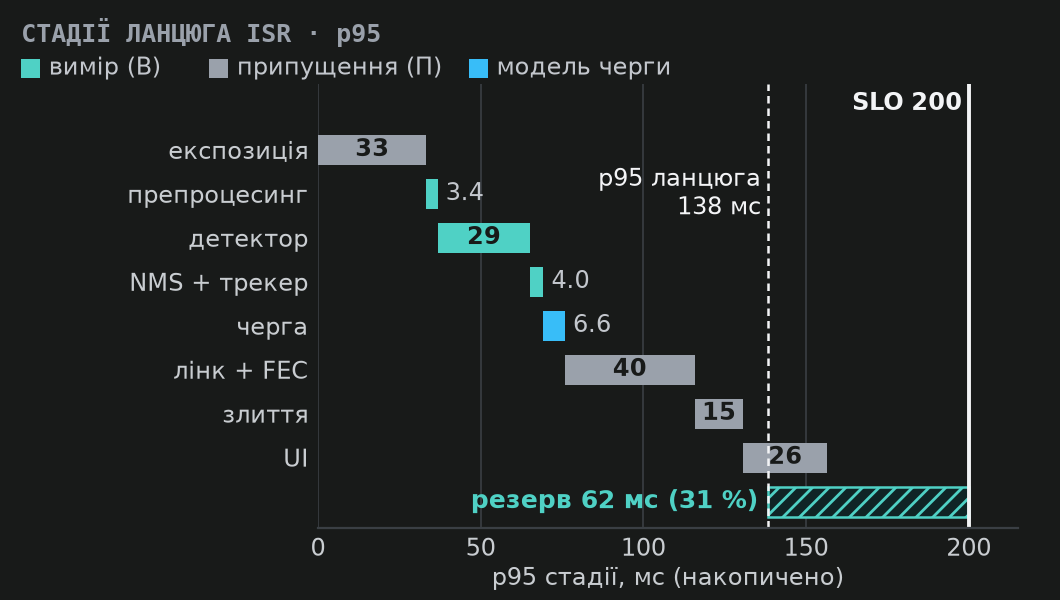 СТАДІЇ ЛАНЦЮГА ISR · p95
вимір (В)
припущення (П)
модель черги
SLO 200
експозиція
33
p95 ланцюга
138 мс
препроцесинг
3.4
детектор
29
NMS + трекер
4.0
черга
6.6
лінк + FEC
40
злиття
15
UI
26
резерв 62 мс (31 %)
0
50
100
150
200
p95 стадії, мс (накопичено)